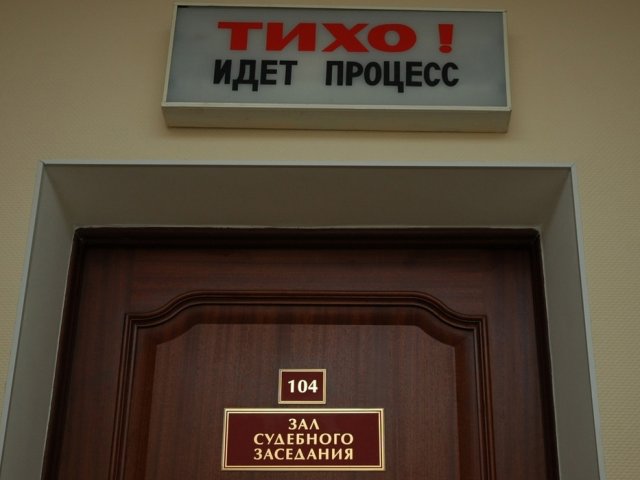 ТИХО !
ИДЕТ ПРОЦЕСС
104
ЗАЛ
СУДЕБНОГО
ЗАСЕДАНИЯ